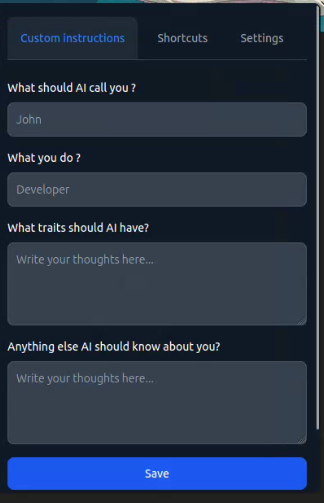 Custom instructions Shortcuts Settings
What should AI call you ?
John
What you do ?
Developer
What traits should AI have?
Write your thoughts here...
Anything else AI should know about you?
Write your thoughts here...
Save